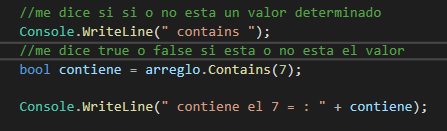 //me dice si si o no esta un valor determinado
Console.WriteLine(" contains ");
//me dice true o false si esta o no esta el valor
bool contiene = arreglo.Contains(7);
Console.WriteLine(" contiene el 7 = : " + contiene);